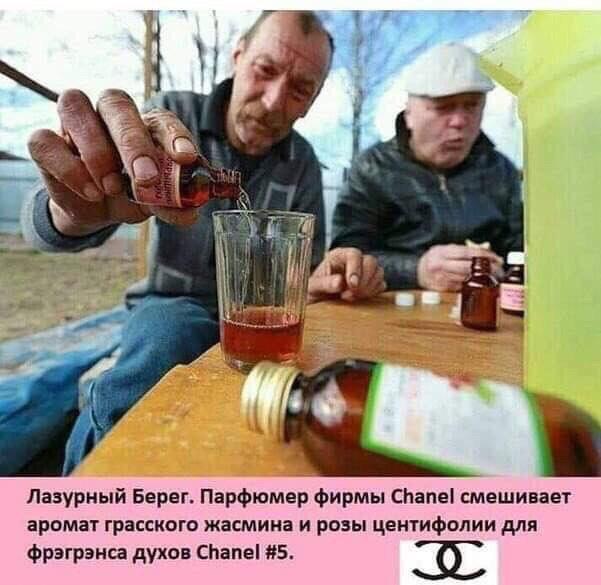 Лазурный Берег. Парфюмер фирмы Chanel смешивает
аромат грасского жасмина и розы центифолии для
фрэгрэнса духов Chanel #5.